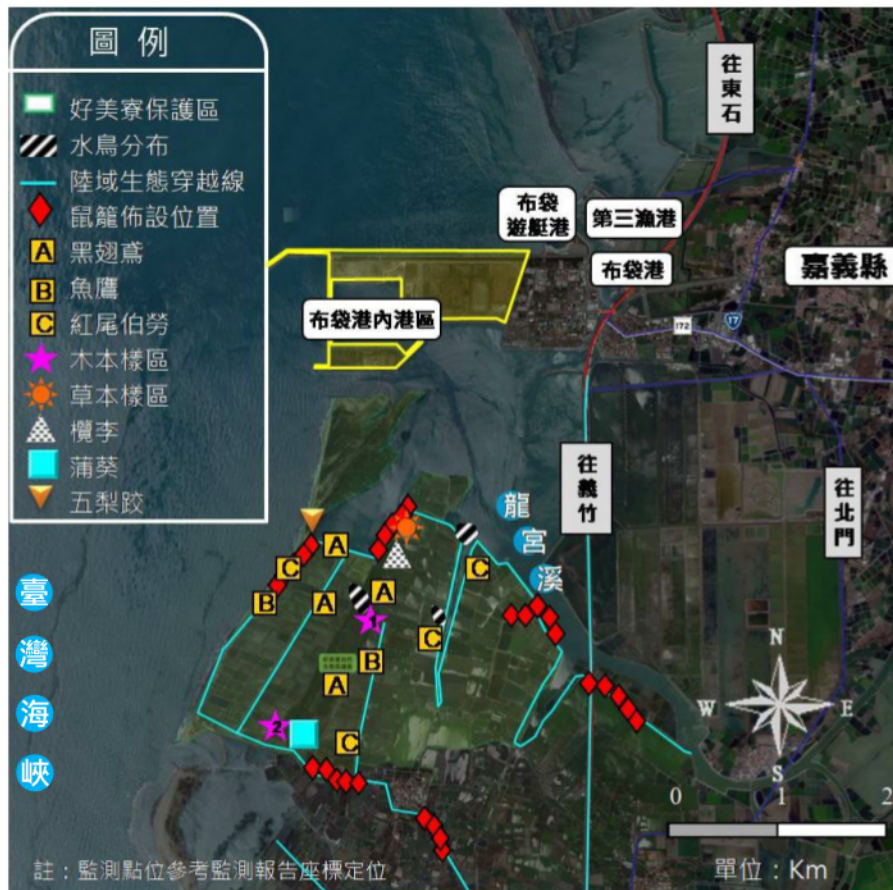 圖例
好美寮保護區
水鳥分布
陸域生態穿越線
鼠籠佈設位置
A 黑翅鳶
B 魚鷹
C 紅尾伯勞
木本樣區
草本樣區
欖李
蒲葵
五梨跤
往東石
布袋
遊艇港
第三漁港
布袋港
嘉義縣
布袋港內港區
172
17
往義竹
往北門
龍宮溪
臺灣海峽
A
C
B
A
A
1
C
C
B
A
2
C
N
W
E
S
0 1 2
單位：Km
註：監測點位參考監測報告座標定位